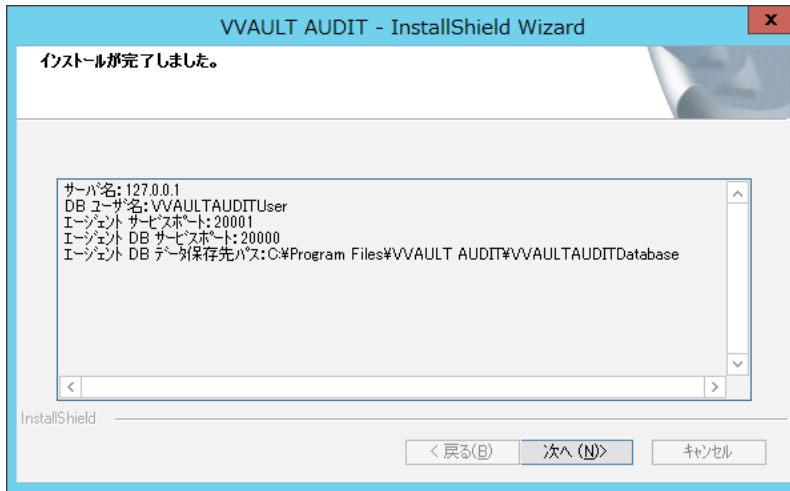 VVAULT AUDIT - InstallShield Wizard
x
インストールが完了しました。
サーバ名: 127.0.0.1
DB ユーザ名: VVAULTAUDITUser
エージェント サービスポート: 20001
エージェント DB サービスポート: 20000
エージェント DB データ保存先パス: C:¥Program Files¥VVAULT AUDIT¥VVAULTAUDITDatabase
InstallShield
< 戻る(B)
次へ (N)>
キャンセル